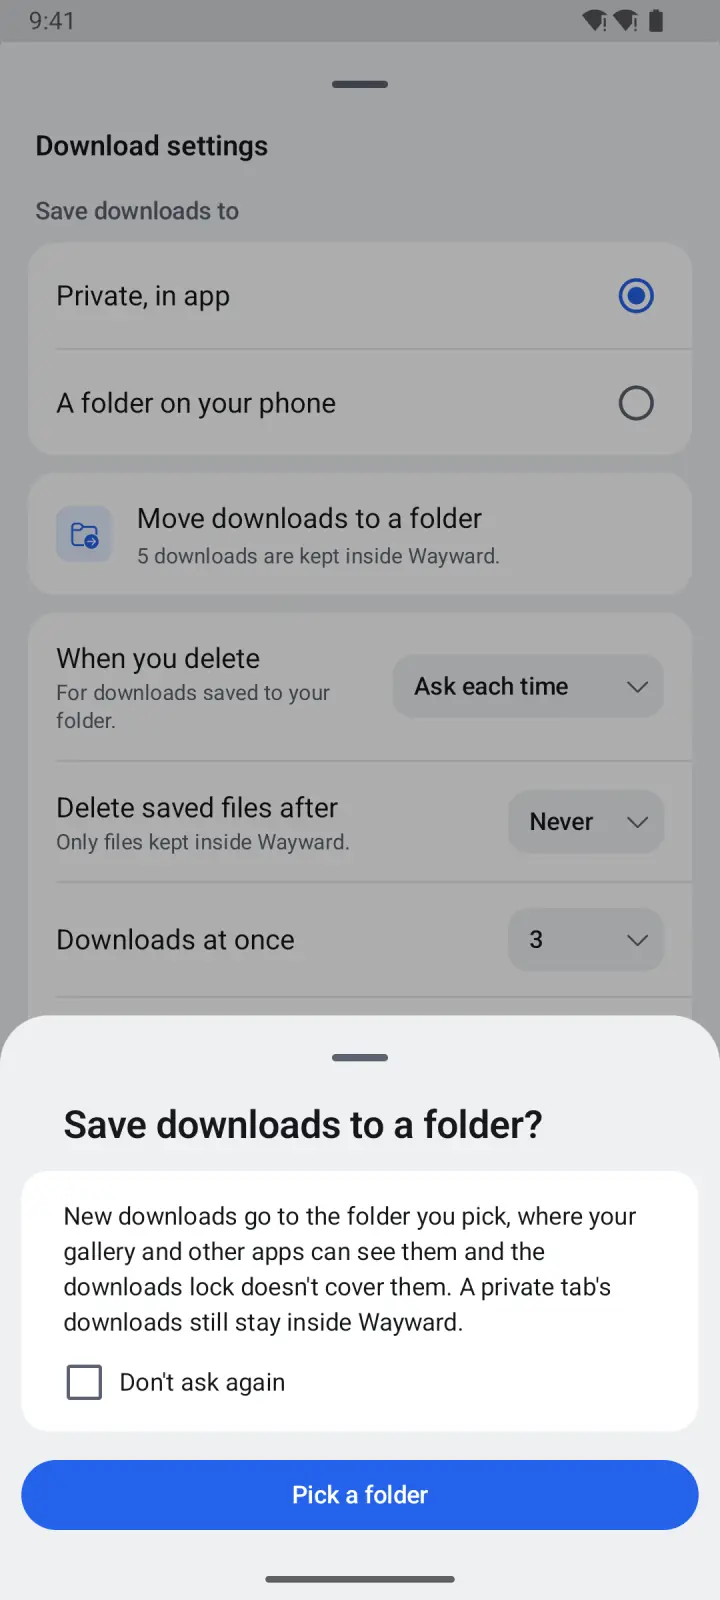 9:41
Download settings
Save downloads to
Private, in app
A folder on your phone
Move downloads to a folder
5 downloads are kept inside Wayward.
When you delete
For downloads saved to your
folder.
Ask each time
Delete saved files after
Only files kept inside Wayward.
Never
Downloads at once
3
Save downloads to a folder?
New downloads go to the folder you pick, where your
gallery and other apps can see them and the
downloads lock doesn't cover them. A private tab's
downloads still stay inside Wayward.
Don't ask again
Pick a folder